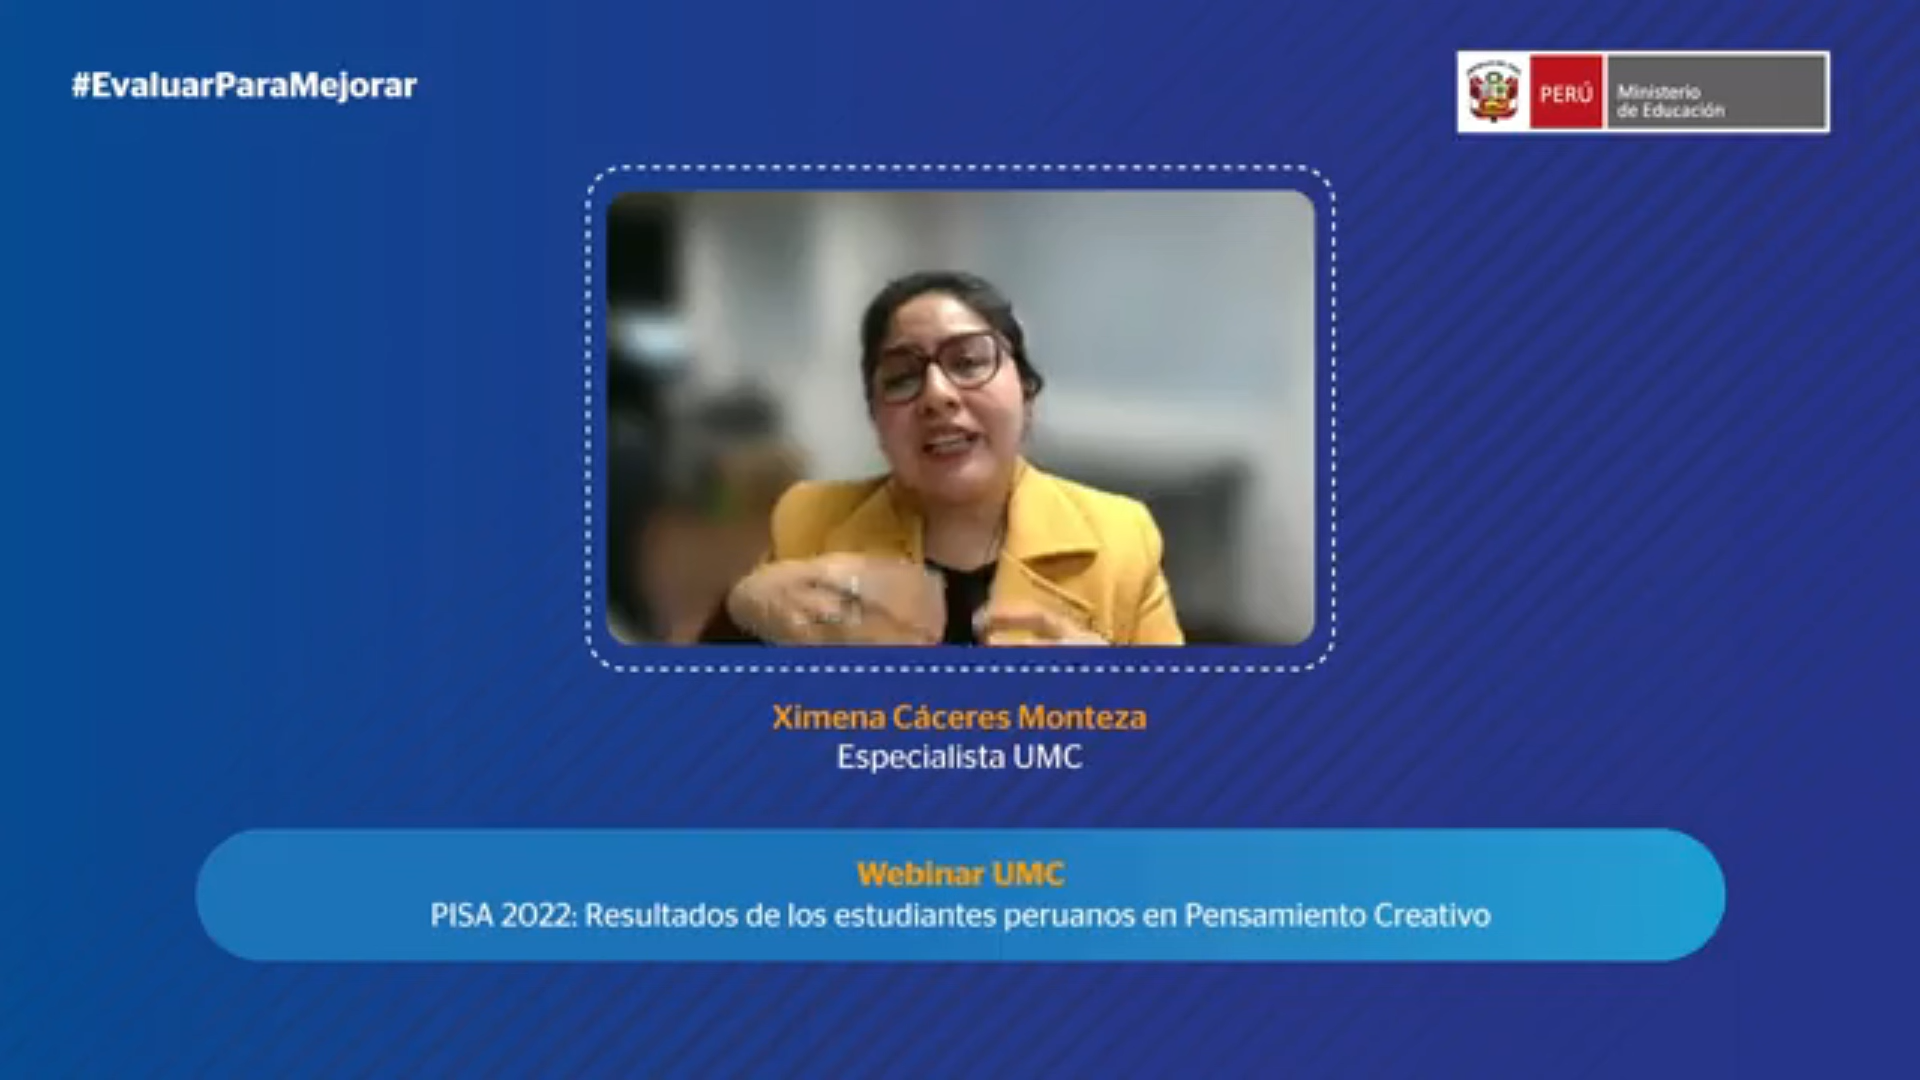 #EvaluarParaMejorar
PERÚ
Ministerio
de Educación
Ximena Cáceres Monteza
Especialista UMC
Webinar UMC
PISA 2022: Resultados de los estudiantes peruanos en Pensamiento Creativo